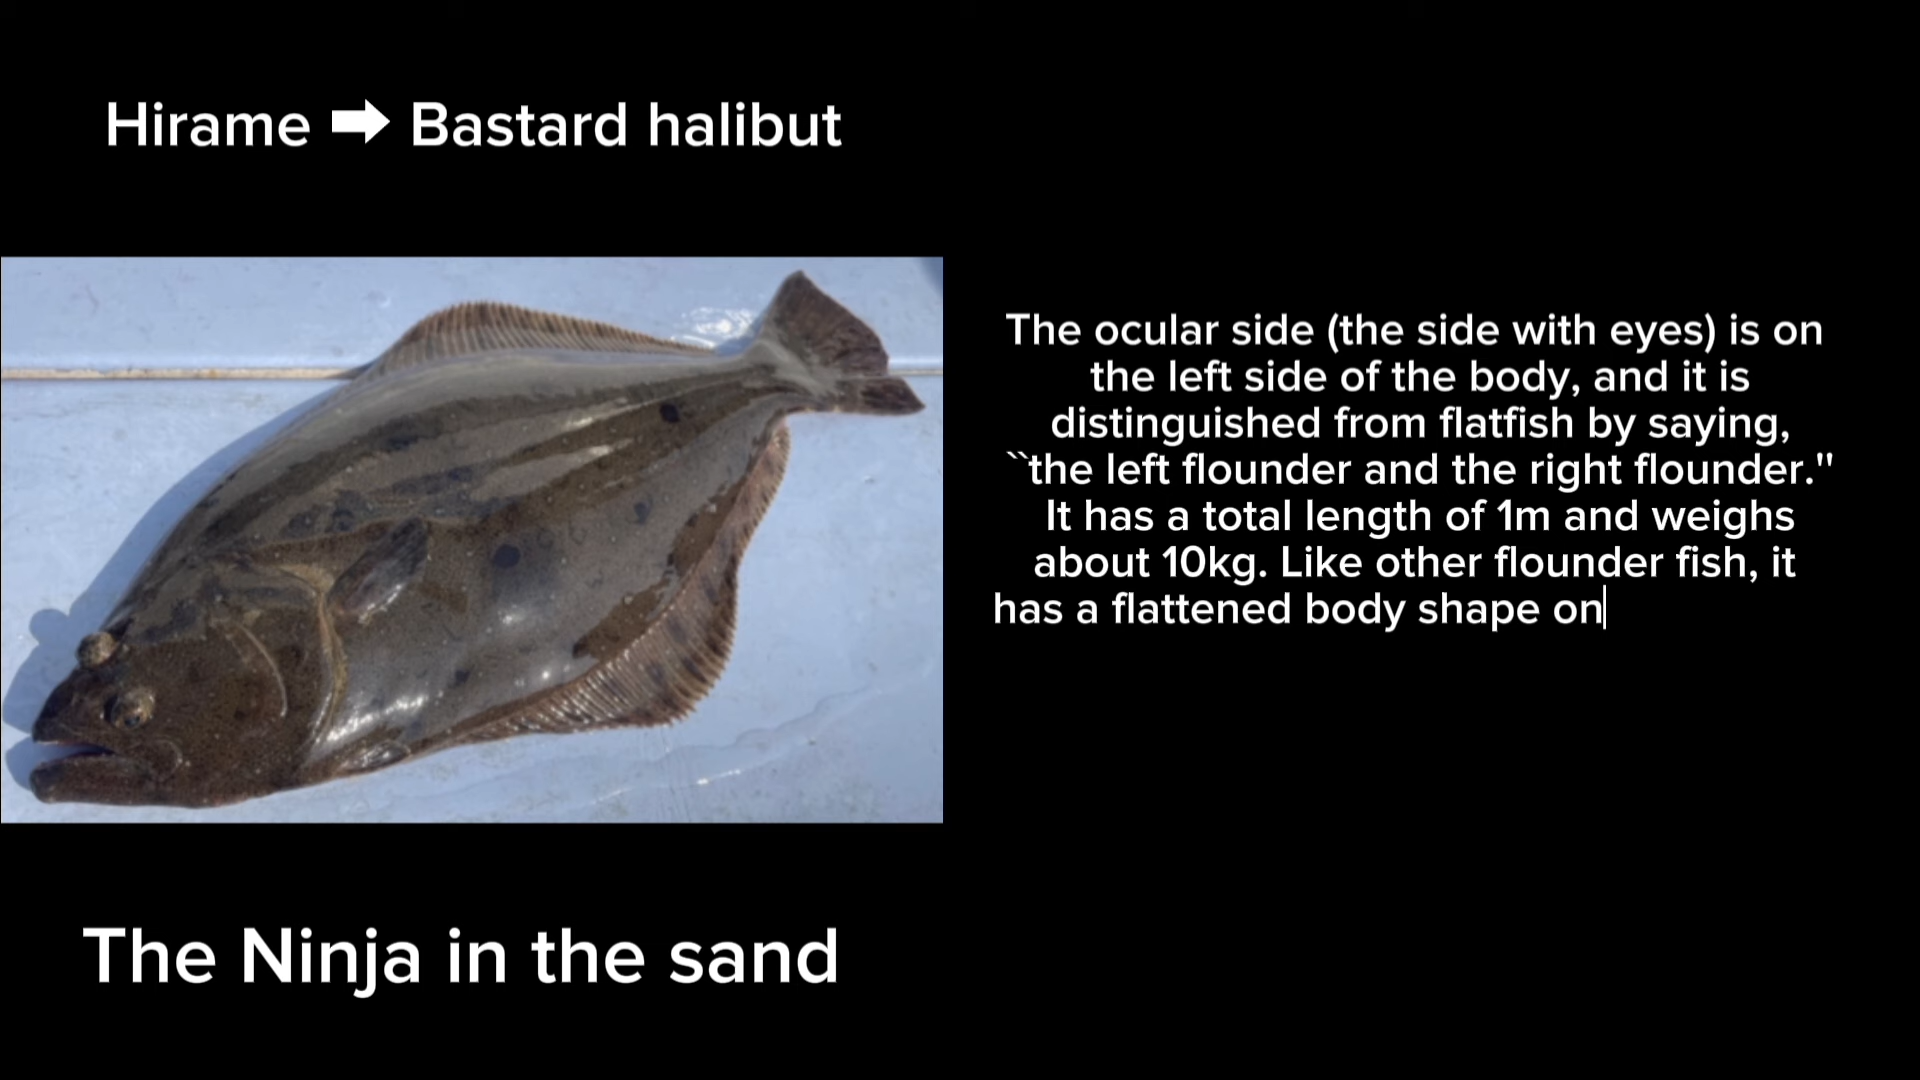 Hirame ➡ Bastard halibut
The ocular side (the side with eyes) is on
the left side of the body, and it is
distinguished from flatfish by saying,
``the left flounder and the right flounder.''
It has a total length of 1m and weighs
about 10kg. Like other flounder fish, it
has a flattened body shape on
The Ninja in the sand